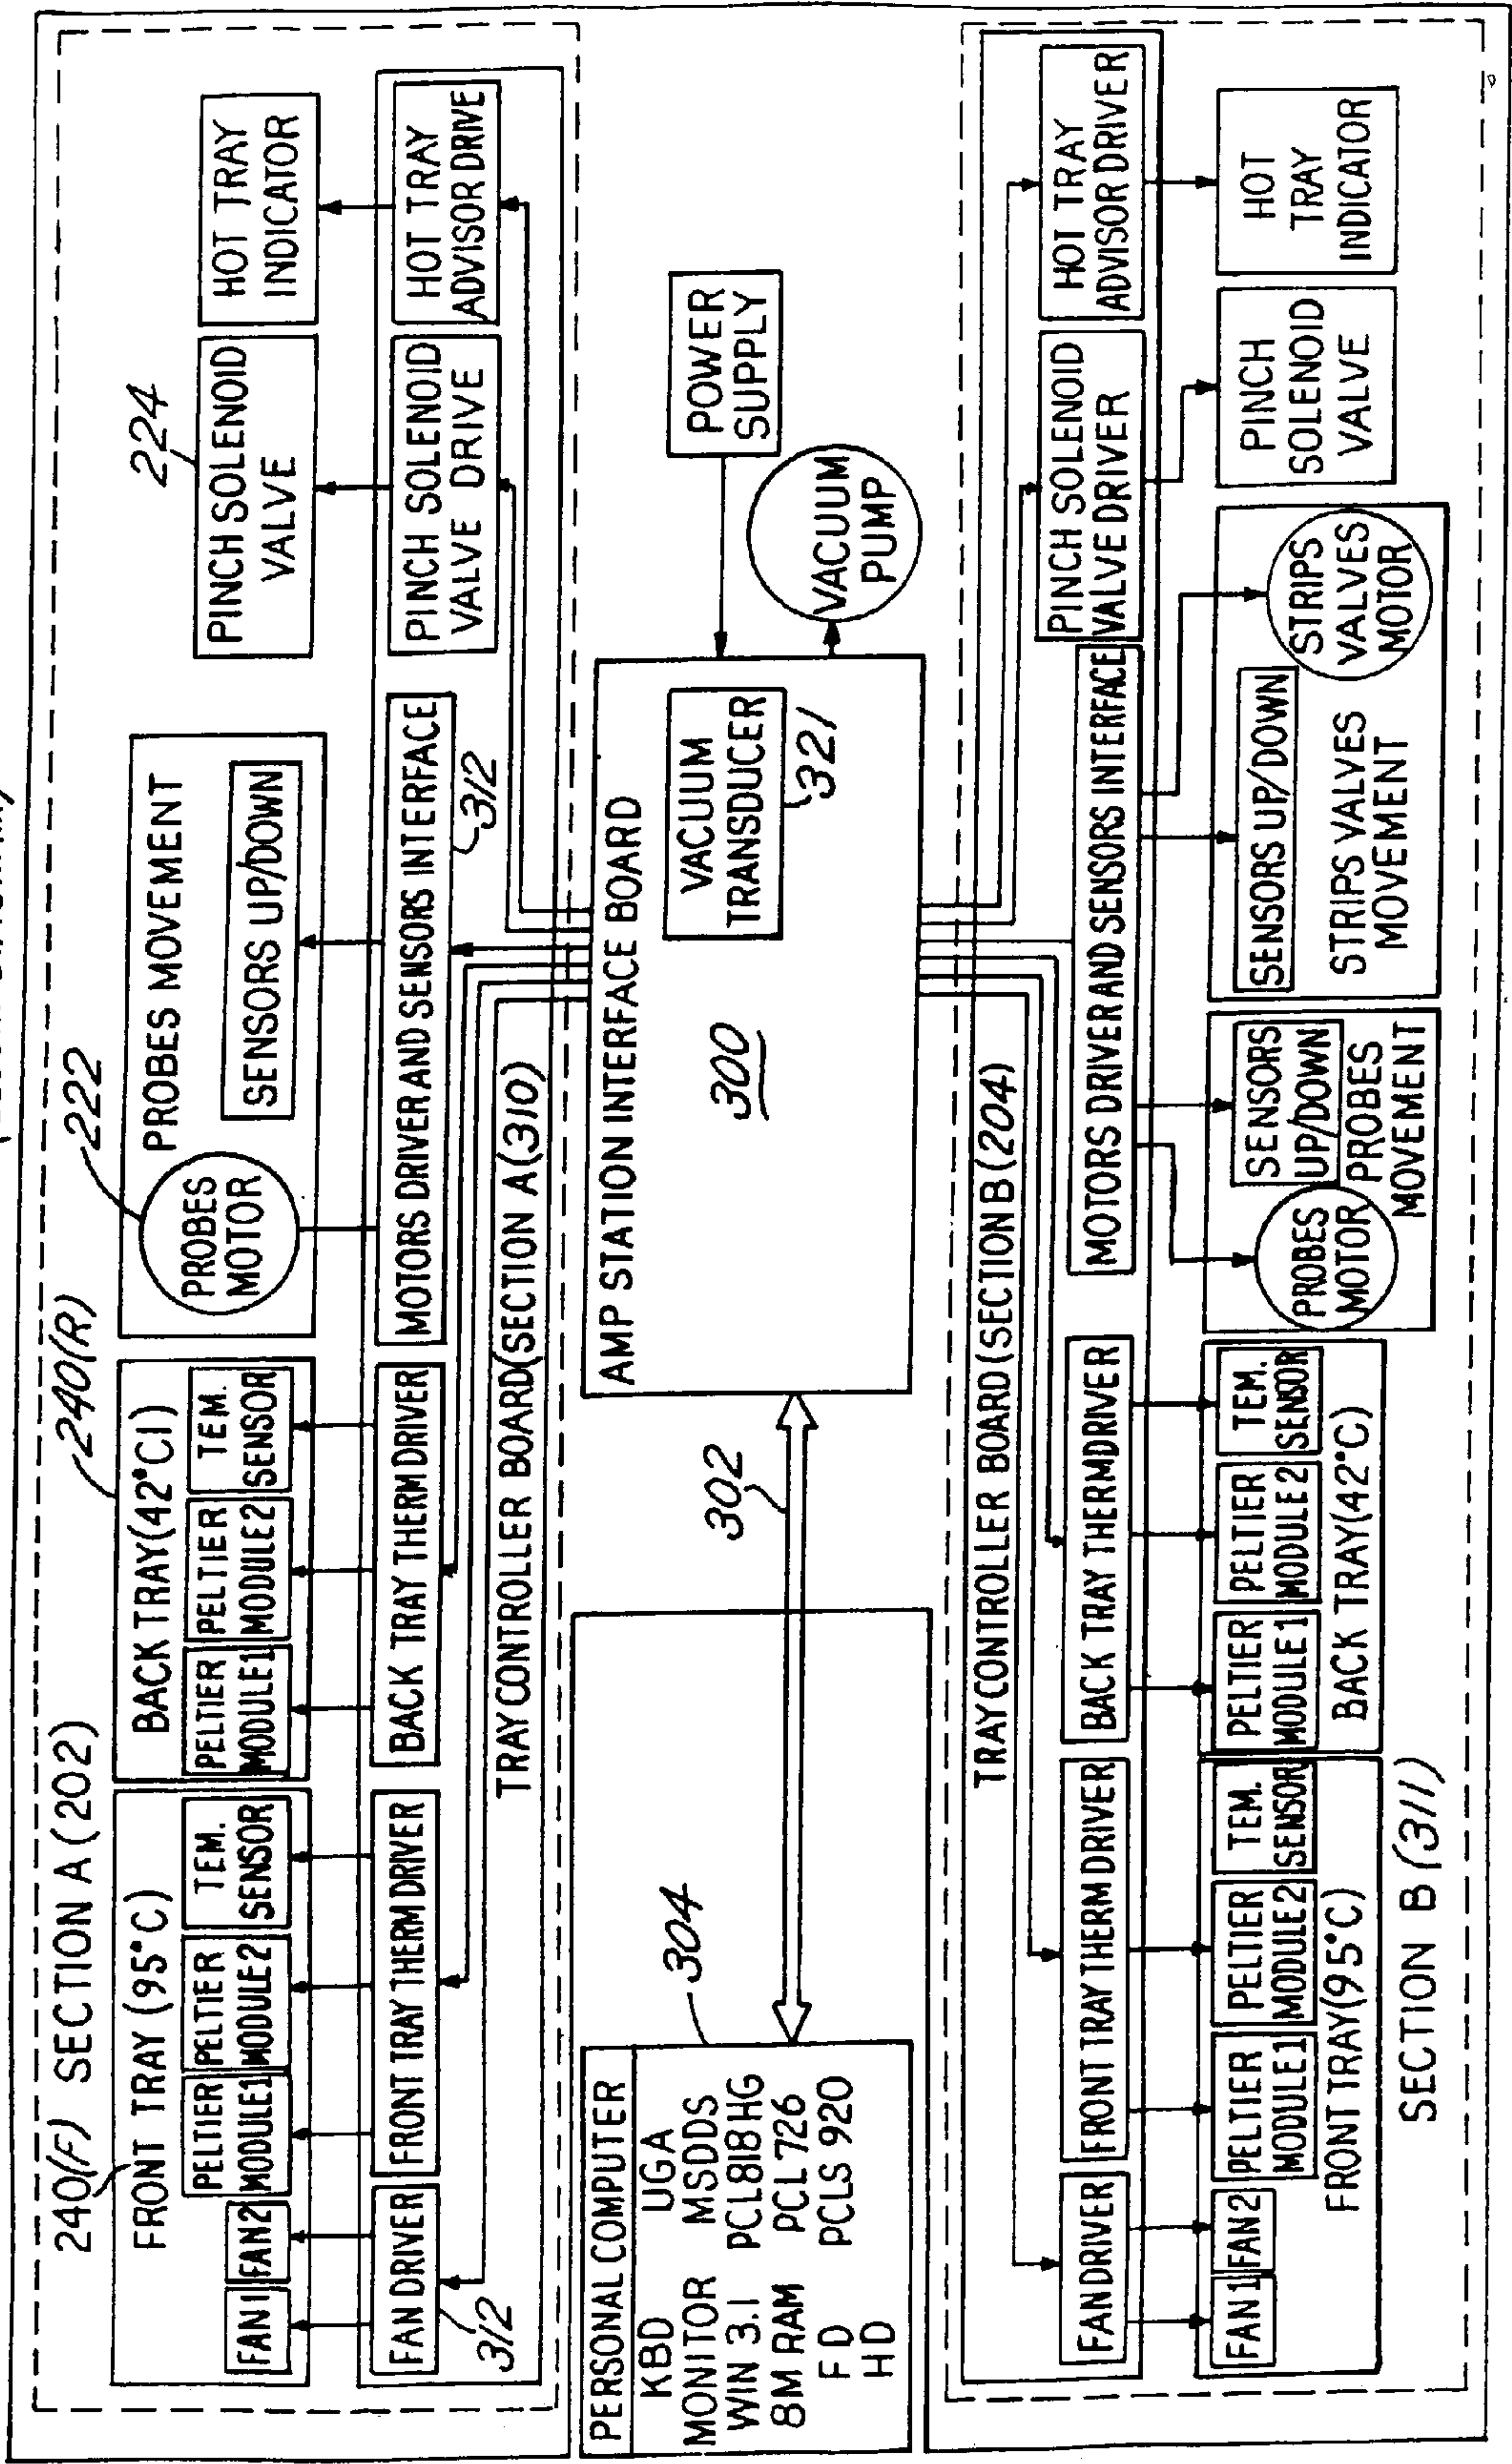 240(F)
SECTION A (202)
240(R)
222
224
FRONT TRAY (95°C)
FAN1
FAN2
PELTIER
MODULE1
PELTIER
MODULE2
TEM.
SENSOR
BACK TRAY(42°C)
PELTIER
MODULE1
PELTIER
MODULE2
TEM.
SENSOR
PROBES
MOTOR
PROBES MOVEMENT
SENSORS UP/DOWN
PINCH SOLENOID
VALVE
HOT TRAY
INDICATOR
FAN DRIVER
312
FRONT TRAY THERM DRIVER
BACK TRAY THERM DRIVER
MOTORS DRIVER AND SENSORS INTERFACE
312
PINCH SOLENOID
VALVE DRIVE
HOT TRAY
ADVISOR DRIVE
TRAY CONTROLLER BOARD(SECTION A(310)
PERSONAL COMPUTER
KBD UGA
MONITOR MSDDS
WIN 3.1 PCL818HG
8M RAM PCL726
FD PCLS 920
HD
304
302
AMP STATION INTERFACE BOARD
300
VACUUM
TRANSDUCER
321
POWER
SUPPLY
VACUUM
PUMP
TRAY CONTROLLER BOARD(SECTION B(204)
FAN DRIVER
FRONT TRAY THERM DRIVER
BACK TRAY THERMDRIVER
MOTORS DRIVER AND SENSORS INTERFACE
PINCH SOLENOID
VALVE DRIVER
HOT TRAY
ADVISOR DRIVER
FAN 1
FAN2
PELTIER
MODULE1
PELTIER
MODULE2
TEM.
SENSOR
FRONT TRAY(95°C)
PELTIER
MODULE1
PELTIER
MODULE2
TEM.
SENSOR
BACK TRAY(42°C)
PROBES
MOTOR
SENSORS
UP/DOWN
PROBES
MOVEMENT
SENSORS UP/DOWN
STRIPS VALVES
MOVEMENT
STRIPS
VALVES
MOTOR
PINCH
SOLENOID
VALVE
HOT
TRAY
INDICATOR
SECTION B (311)